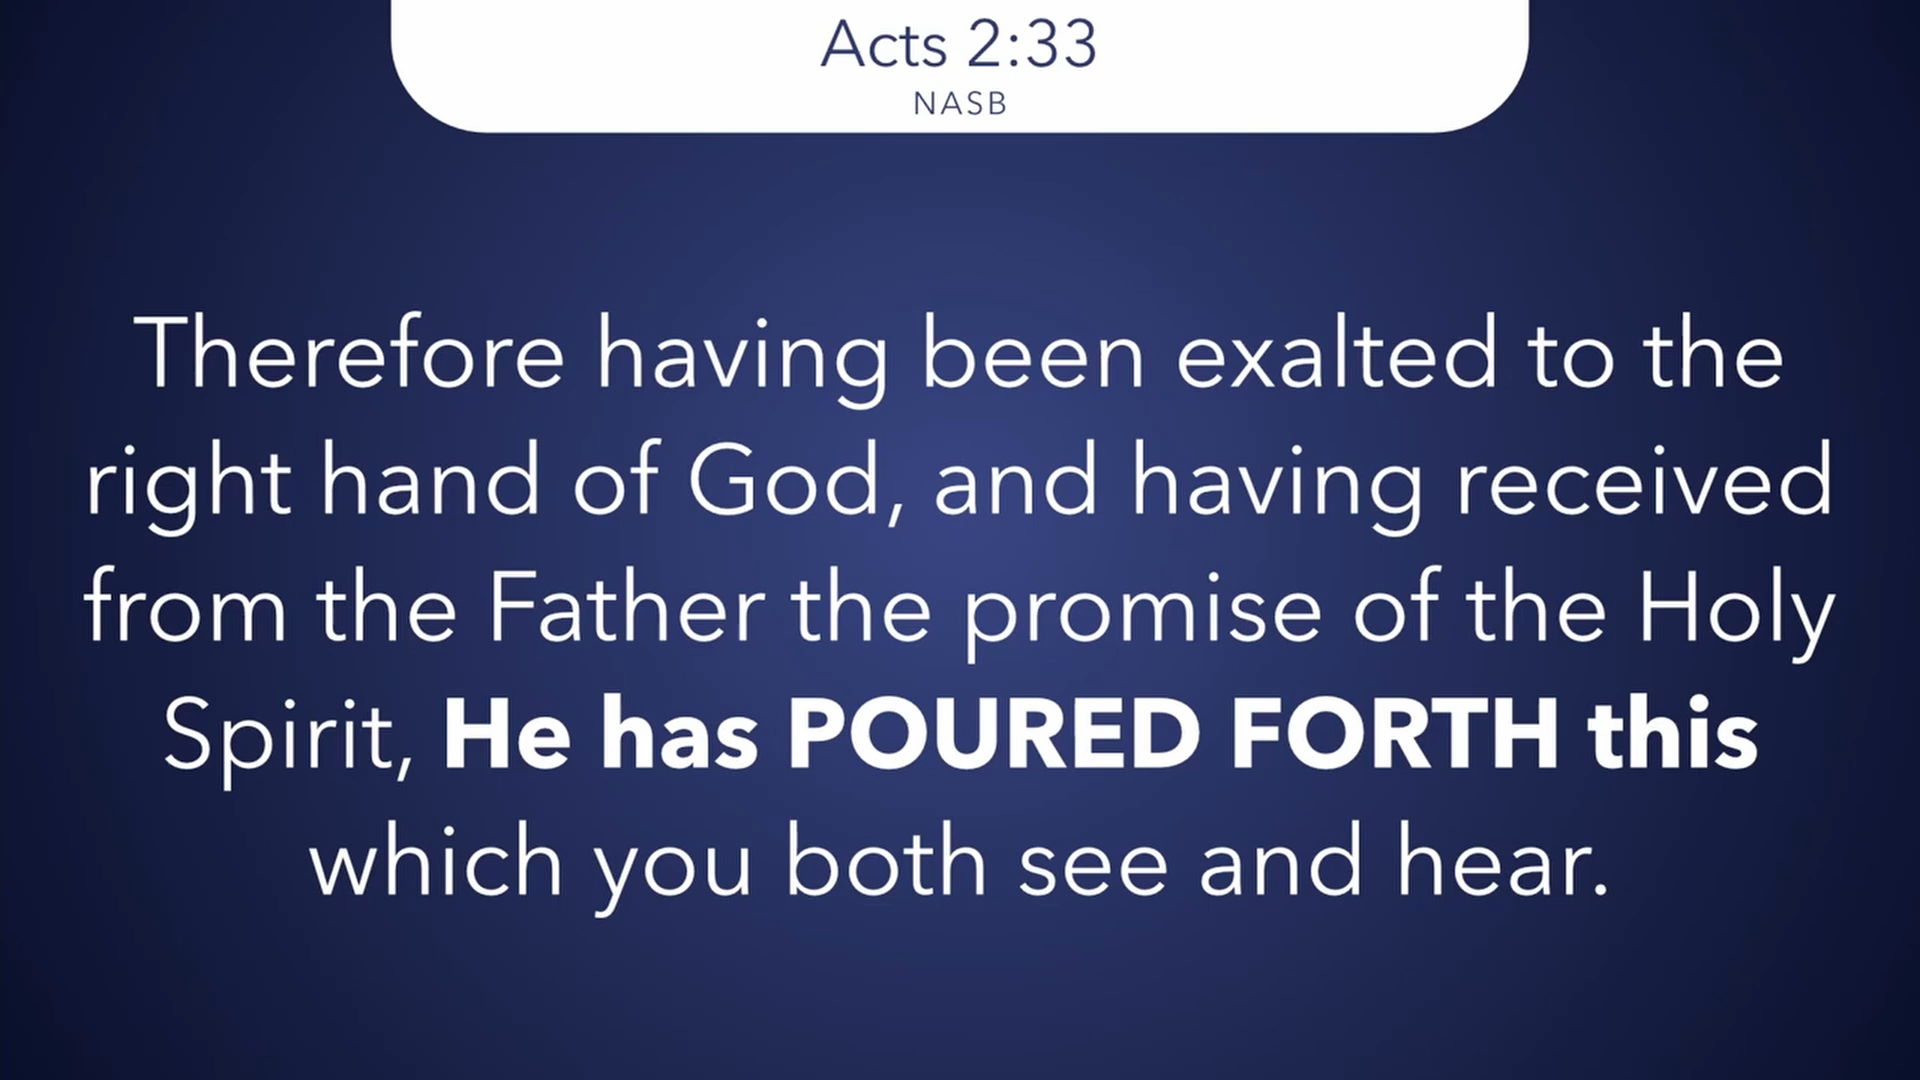 Acts 2:33
NASB
Therefore having been exalted to the
right hand of God, and having received
from the Father the promise of the Holy
Spirit, He has POURED FORTH this
which you both see and hear.